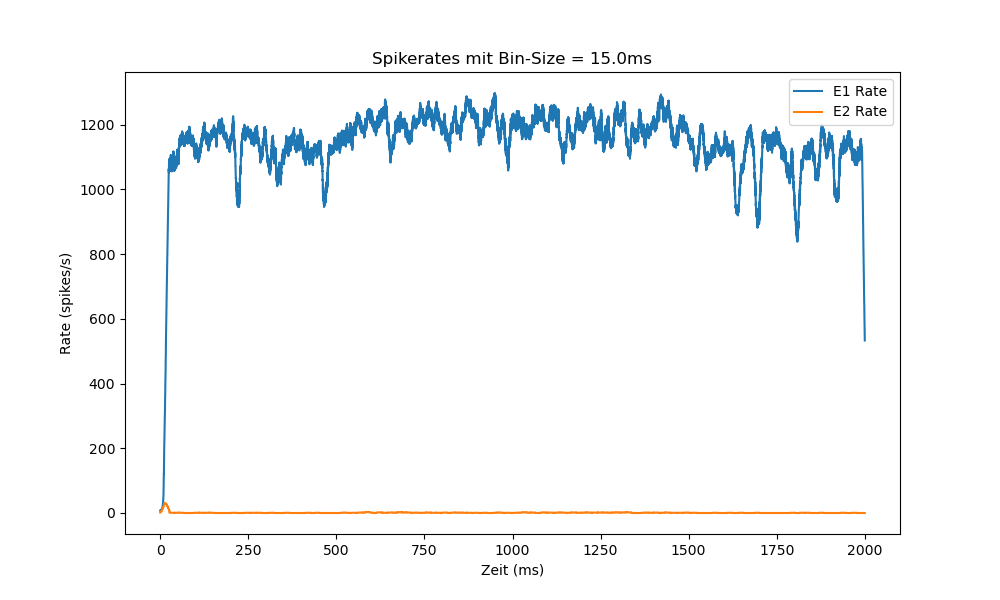 Spikerates mit Bin-Size = 15.0ms
E1 Rate
E2 Rate
Rate (spikes/s)
1200
1000
800
600
400
200
0
0 250 500 750 1000 1250 1500 1750 2000
Zeit (ms)